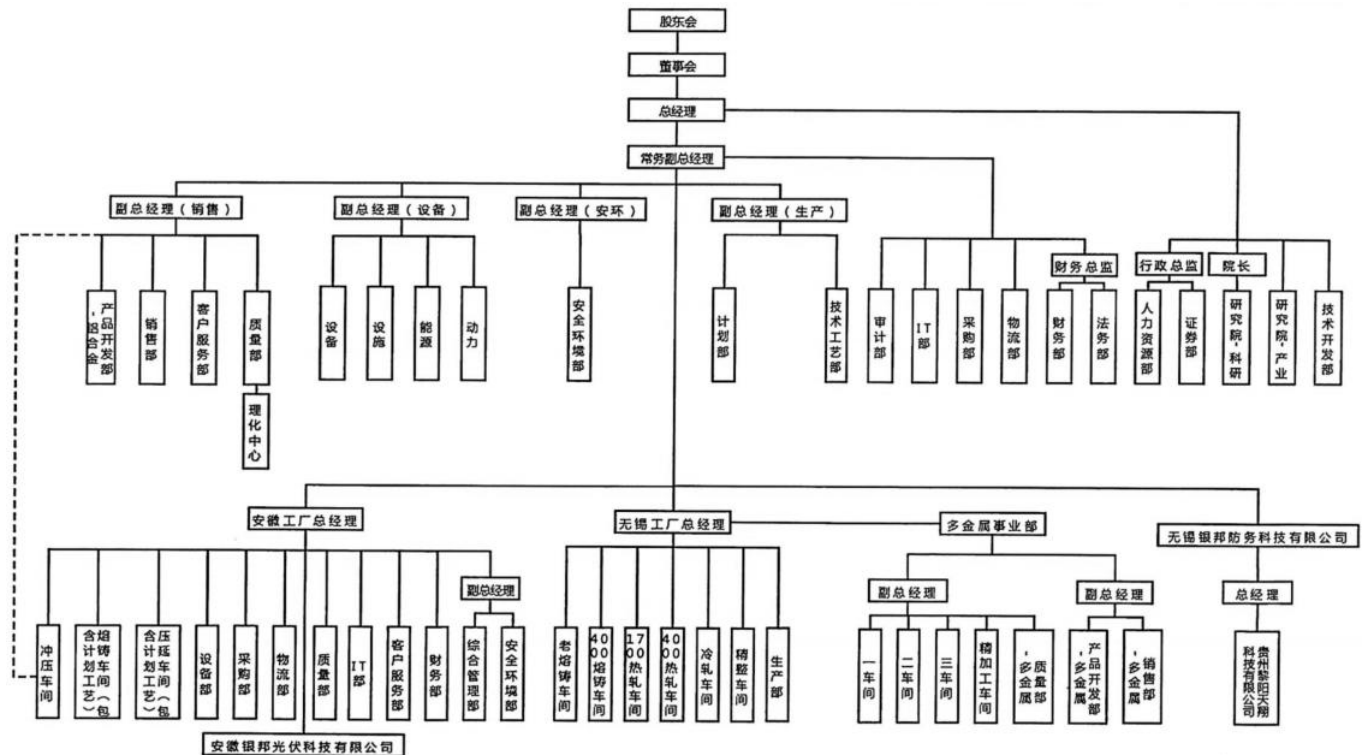 股东会
董事会
总经理
常务副总经理
副总经理（销售）
副总经理（设备）
副总经理（安环）
副总经理（生产）
财务总监
行政总监
院长
产品开发部
-铝合金
销售部
客户服务部
质量部
理化中心
设备
设施
能源
动力
安全环境部
计划部
技术工艺部
审计部
IT部
采购部
物流部
财务部
法务部
人力资源部
证券部
研究院-科研
研究院-产业
技术开发部
安徽工厂总经理
无锡工厂总经理
多金属事业部
无锡银邦防务科技有限公司
副总经理
副总经理
副总经理
总经理
冲压车间
熔铸车间（包
含计划工艺）
压延车间（包
含计划工艺）
设备部
采购部
物流部
质量部
IT部
客户服务部
财务部
综合管理部
安全环境部
老熔铸车间
400熔铸车间
1700热轧车间
400热轧车间
冷轧车间
精整车间
生产部
一车间
二车间
三车间
精加工车间
质量部
-多金属
产品开发部
-多金属
销售部
-多金属
贵州黎阳天翔
科技有限公司
安徽银邦光伏科技有限公司